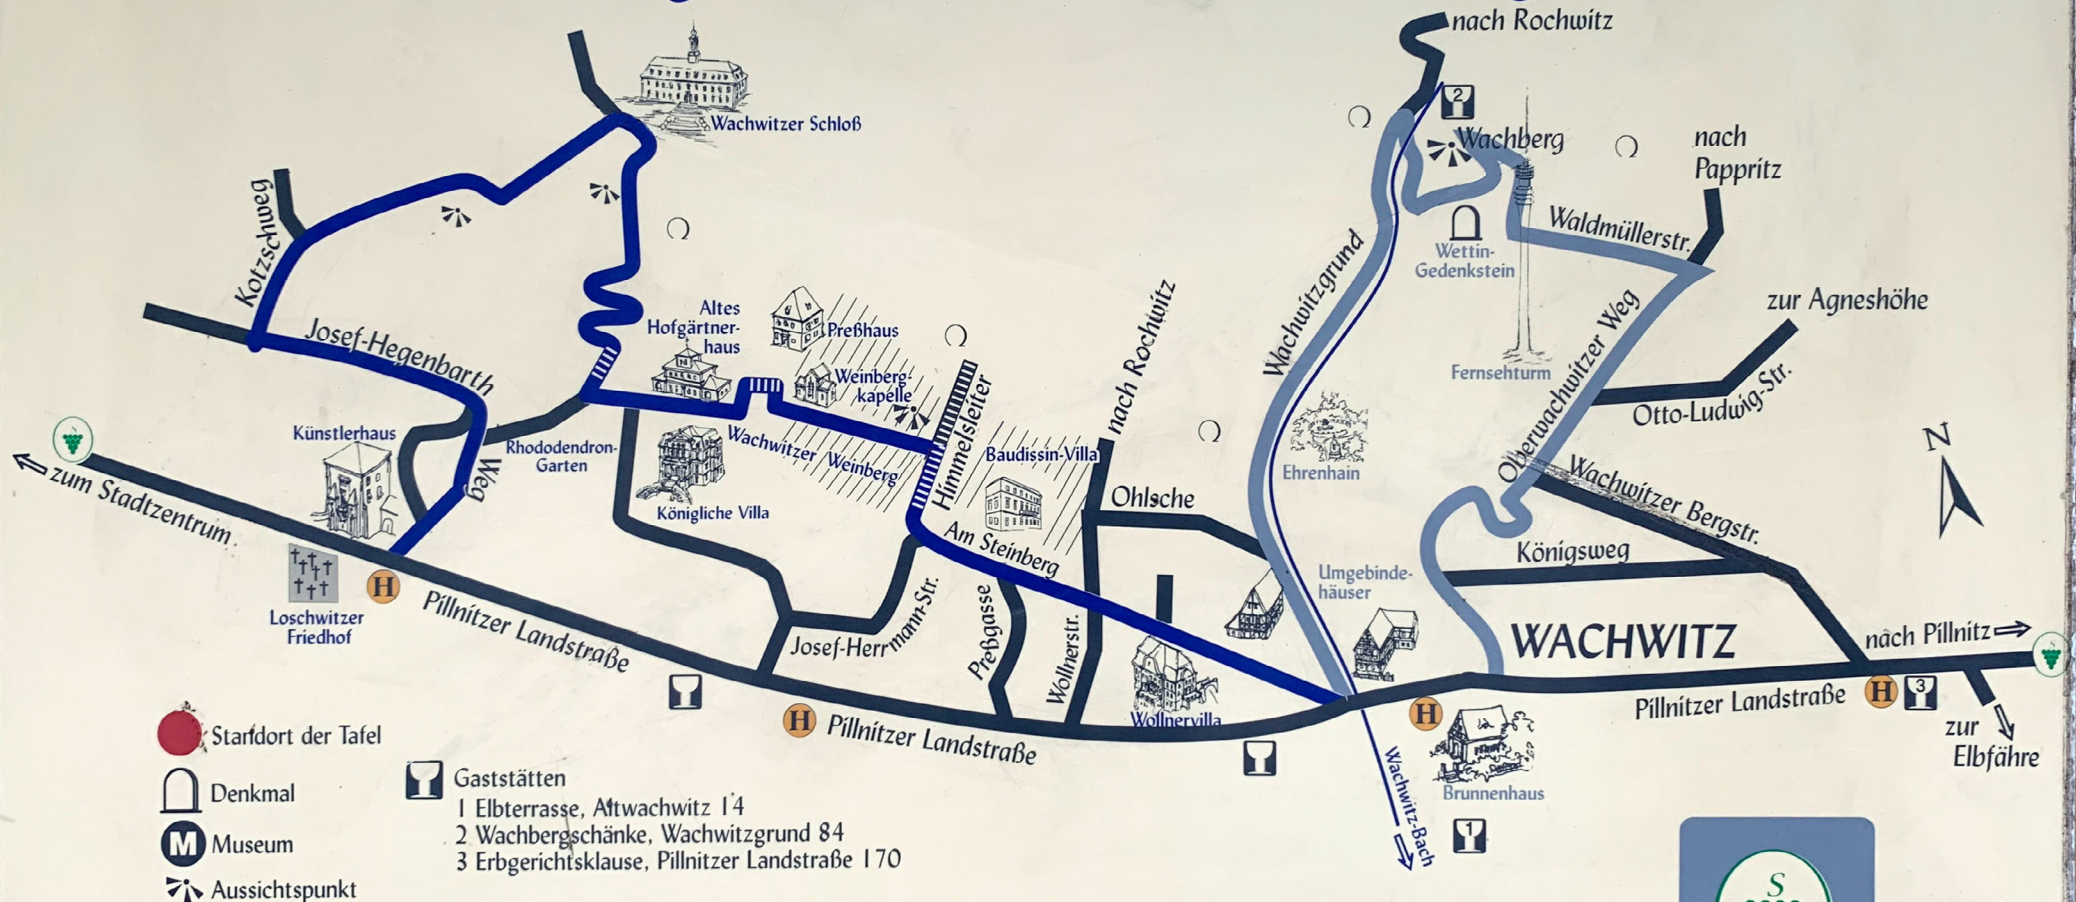 nach Rochwitz
Wachwitzer Schloß
2
Wachberg
nach
Pappritz
Kotzschweg
Waldmüllerstr.
Wettin-
Gedenkstein
Wachwitzgrund
nach Rochwitz
zur Agneshöhe
Altes
Hofgärtner-
haus
Preßhaus
Josef-Hegenbarth
Weg
Weinberg-
kapelle
Himmelsleiter
Fernsehturm
Oberwachwitzer Weg
Otto-Ludwig-Str.
N
Künstlerhaus
Rhododendron-
Garten
Wachwitzer Weinberg
Baudissin-Villa
Ehrenhain
zum Stadtzentrum
Königliche Villa
Ohlsche
Wachwitzer Bergstr.
Am Steinberg
Königsweg
Umgebinde-
häuser
H
Loschwitzer
Friedhof
Pillnitzer Landstraße
Josef-Herrmann-Str.
Preßgasse
Wollnerstr.
WACHWITZ
nach Pillnitz
Wollnervilla
H
Pillnitzer Landstraße
H
Pillnitzer Landstraße
H
3
zur
Elbfähre
Wachwitz-Bach
Brunnenhaus
1
Standort der Tafel
Denkmal
M
Museum
Aussichtspunkt
Gaststätten
1 Elbterrasse, Altwachwitz 14
2 Wachbergschänke, Wachwitzgrund 84
3 Erbgerichtsklause, Pillnitzer Landstraße 170
S